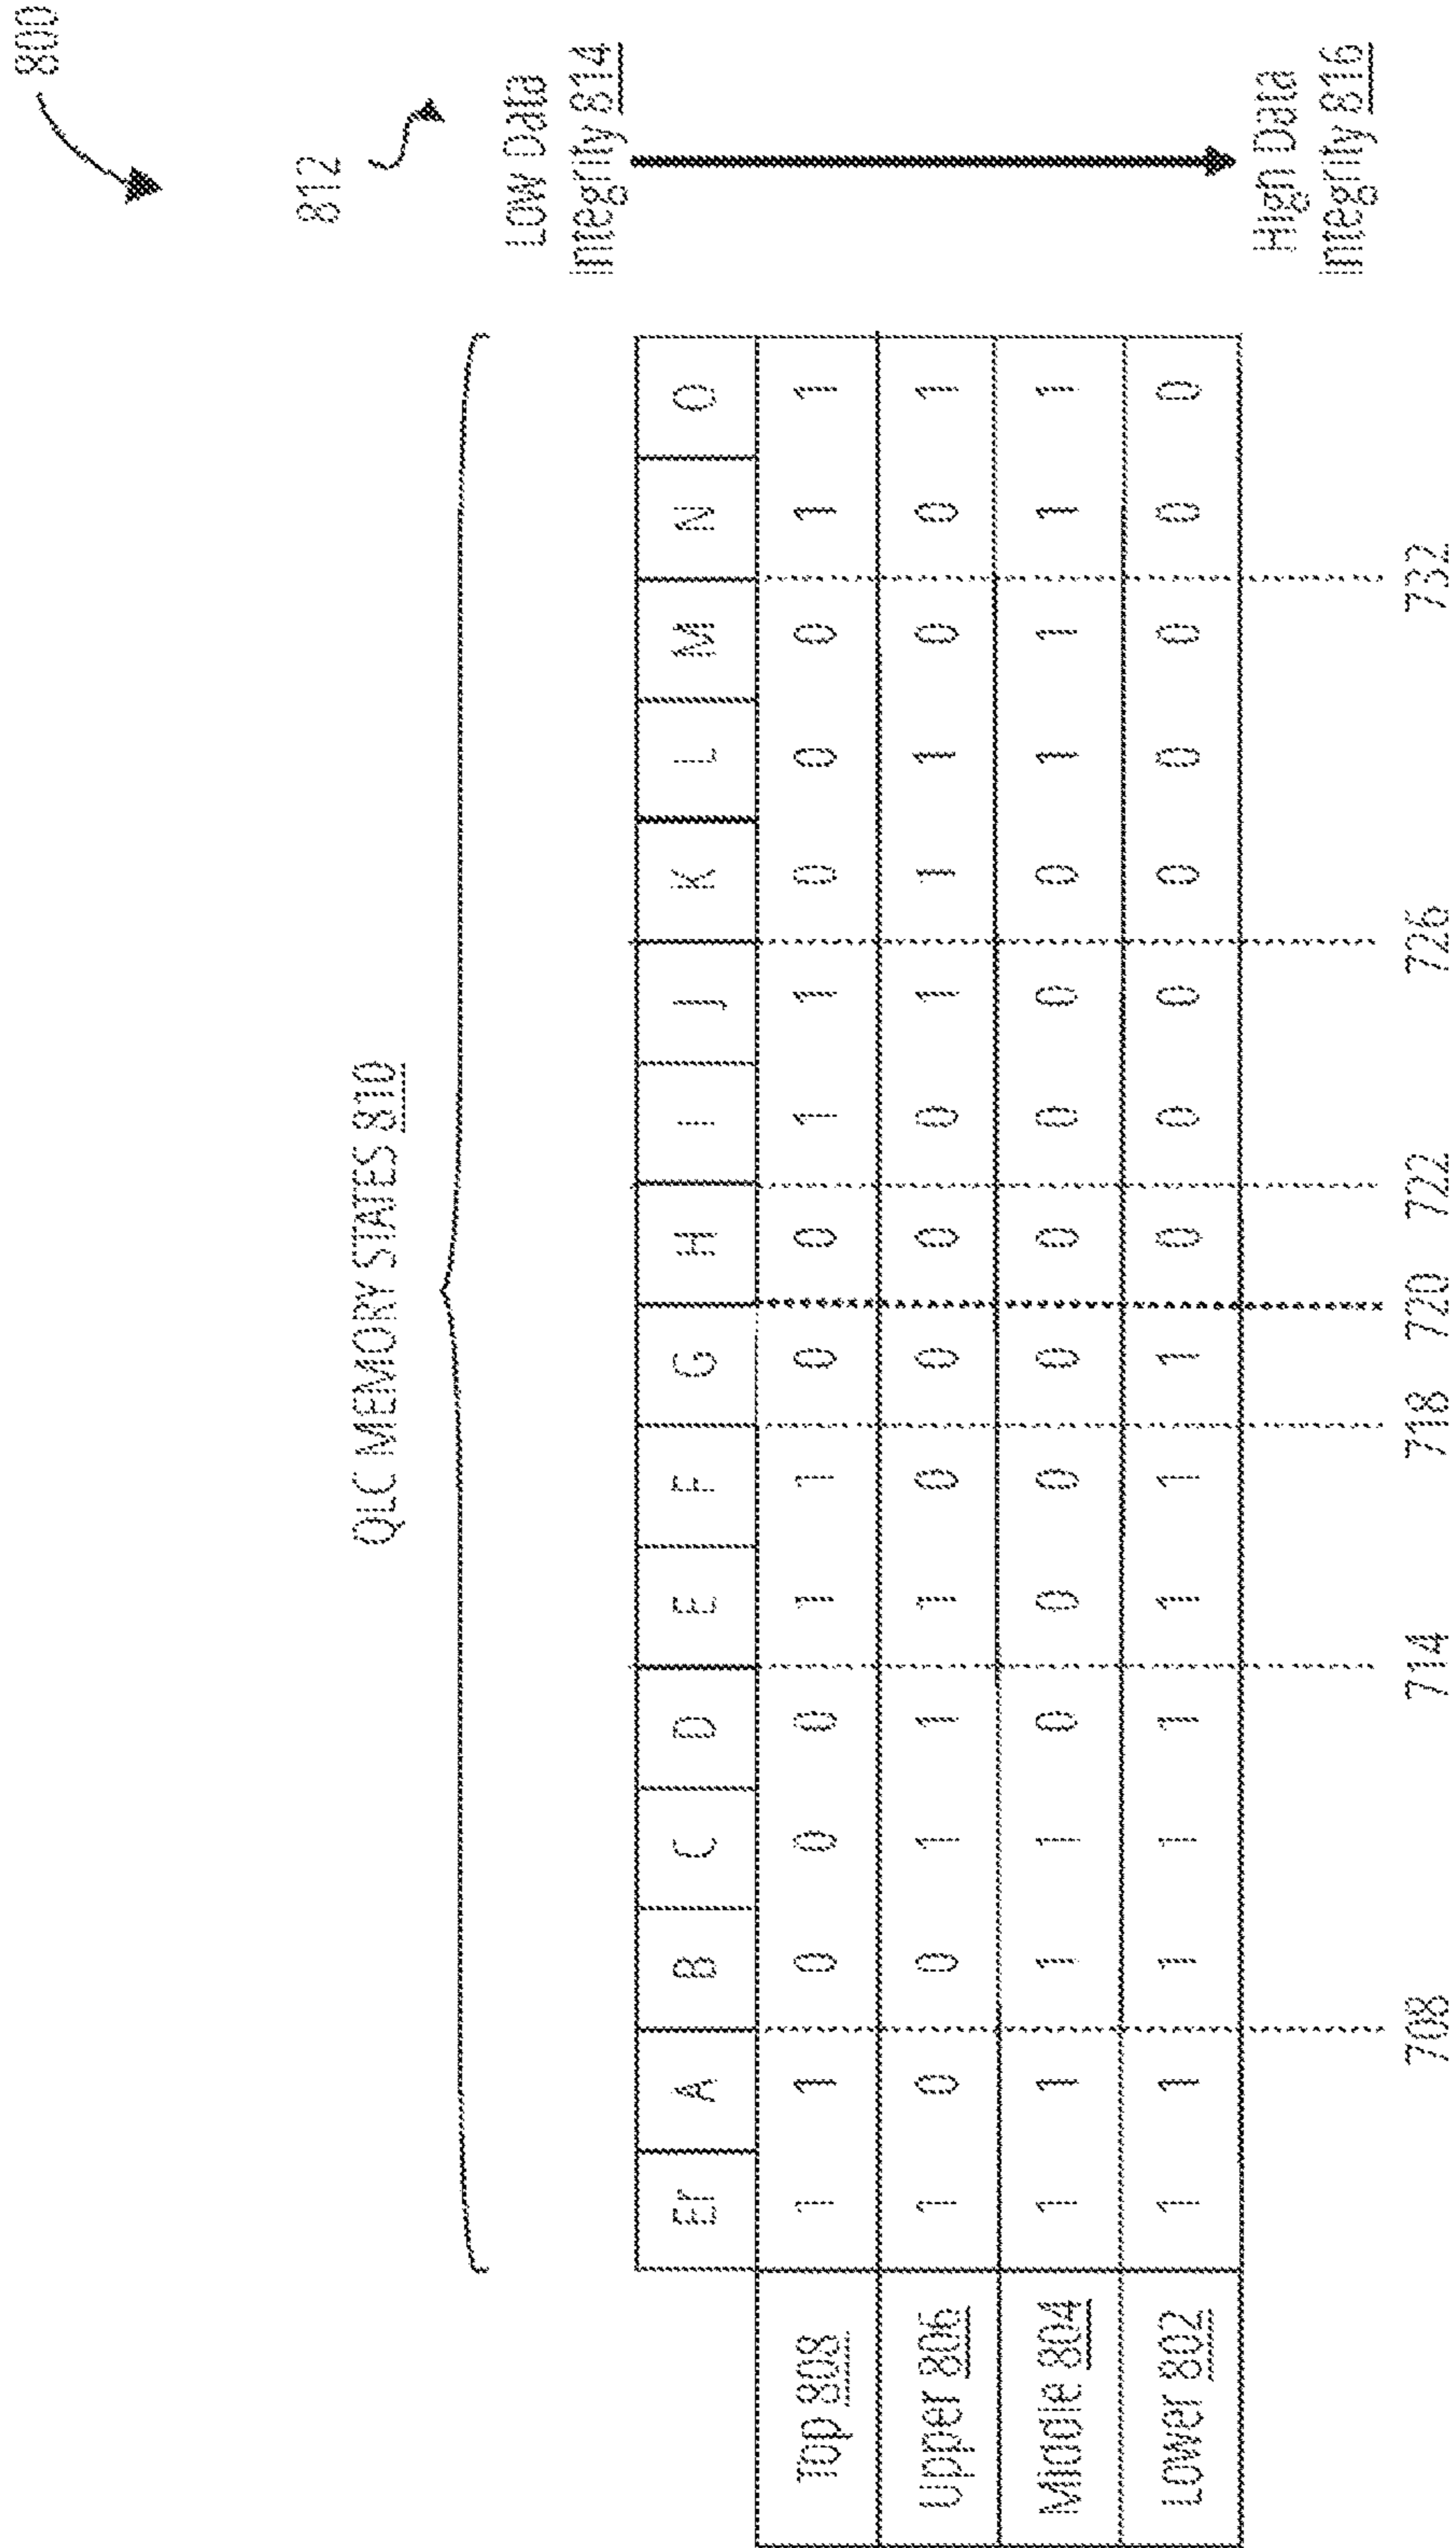 800
812
QLC MEMORY STATES 810
Low Data
Integrity 814
Er A B C D E F G H I J K L M N O
Top 808 1 1 0 0 0 1 1 0 0 1 1 0 0 0 1 1
Upper 806 1 0 0 1 1 1 0 0 0 0 1 1 1 0 0 1
Middle 804 1 1 1 1 0 0 0 0 0 0 0 0 1 1 1 1
Lower 802 1 1 1 1 1 1 1 1 0 0 0 0 0 0 0 0
High Data
Integrity 816
708 714 718 720 722 726 732